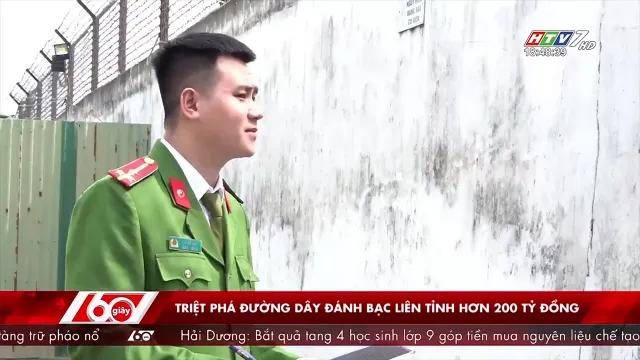 HTV7 HD
18:48:39
60 giây
TRIỆT PHÁ ĐƯỜNG DÂY ĐÁNH BẠC LIÊN TỈNH HƠN 200 TỶ ĐỒNG
tàng trữ pháo nổ 60 Hải Dương: Bắt quả tang 4 học sinh lớp 9 góp tiền mua nguyên liệu chế tạo